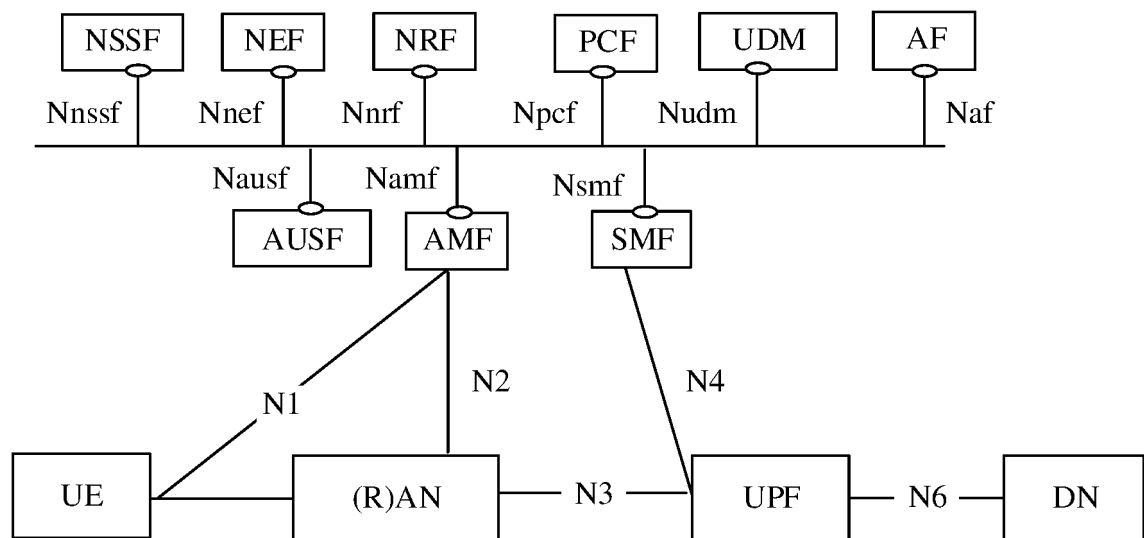 NSSF NEF NRF PCF UDM AF
Nnssf Nnef Nnrf Npcf Nudm Naf
Nausf Namf Nsmf
AUSF AMF SMF
N1 N2 N4
UE (R)AN N3 UPF N6 DN